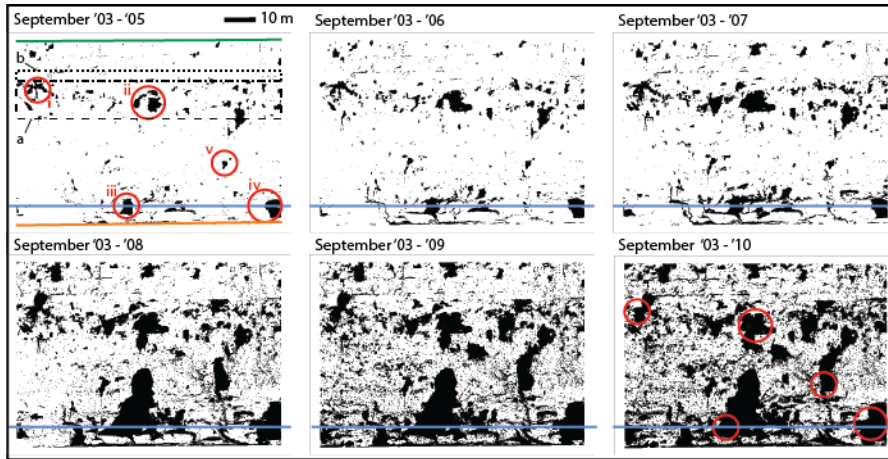 September '03 - '05
10 m
September '03 - '06
September '03 - '07
b
i
ii
a
v
iii
iv
September '03 - '08
September '03 - '09
September '03 - '10